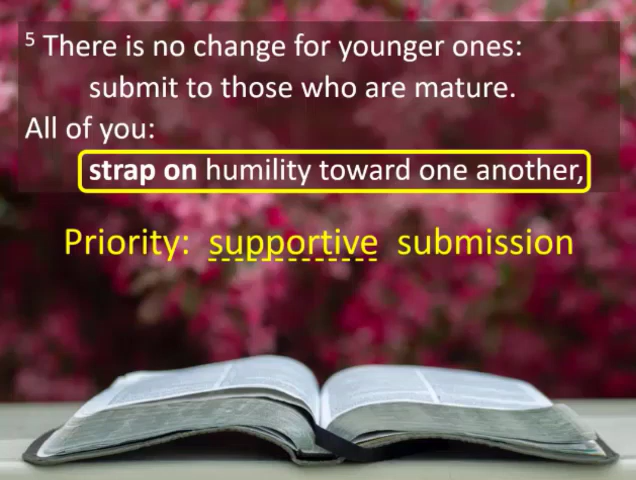 ⁵ There is no change for younger ones:
submit to those who are mature.
All of you:
strap on humility toward one another,
Priority: supportive submission